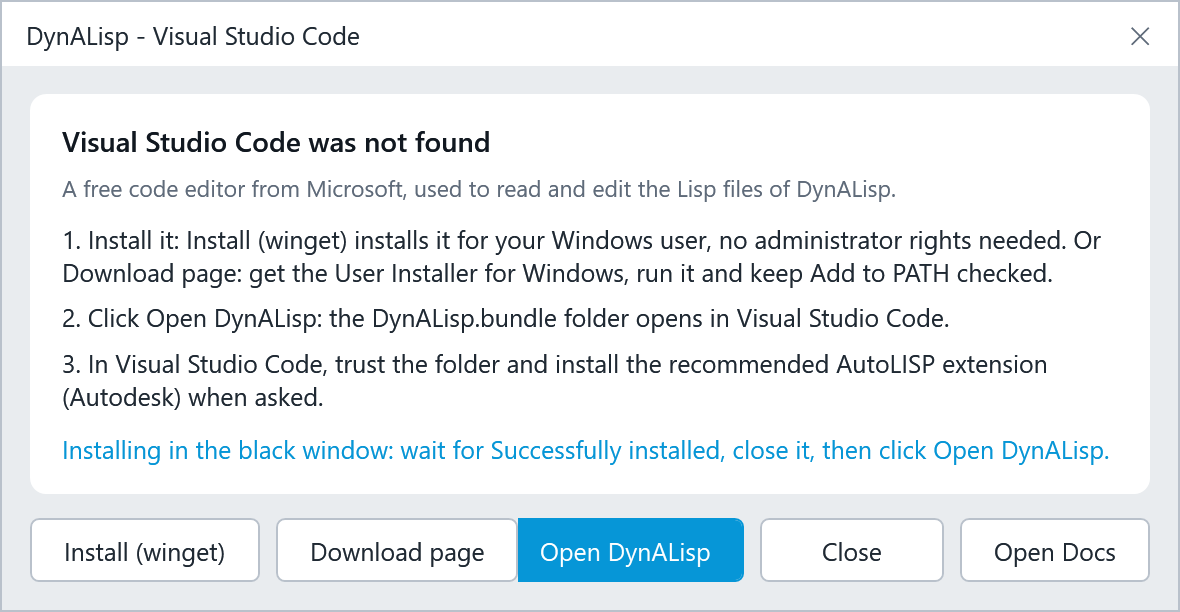 DynALisp - Visual Studio Code
Visual Studio Code was not found
A free code editor from Microsoft, used to read and edit the Lisp files of DynALisp.
1. Install it: Install (winget) installs it for your Windows user, no administrator rights needed. Or
Download page: get the User Installer for Windows, run it and keep Add to PATH checked.
2. Click Open DynALisp: the DynALisp.bundle folder opens in Visual Studio Code.
3. In Visual Studio Code, trust the folder and install the recommended AutoLISP extension
(Autodesk) when asked.
Installing in the black window: wait for Successfully installed, close it, then click Open DynALisp.
Install (winget) Download page Open DynALisp Close Open Docs